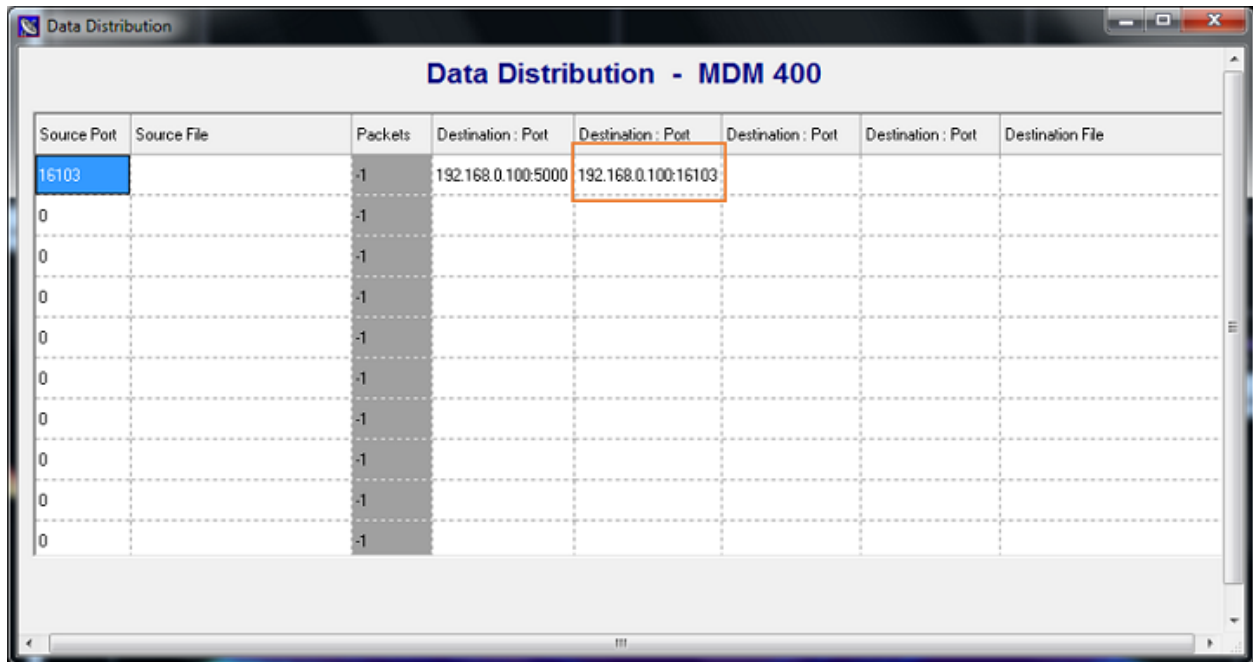 Data Distribution
Data Distribution - MDM 400
Source Port Source File Packets Destination : Port Destination : Port Destination : Port Destination : Port Destination File
16103 -1 192.168.0.100:5000 192.168.0.100:16103
0 -1
0 -1
0 -1
0 -1
0 -1
0 -1
0 -1
0 -1
0 -1